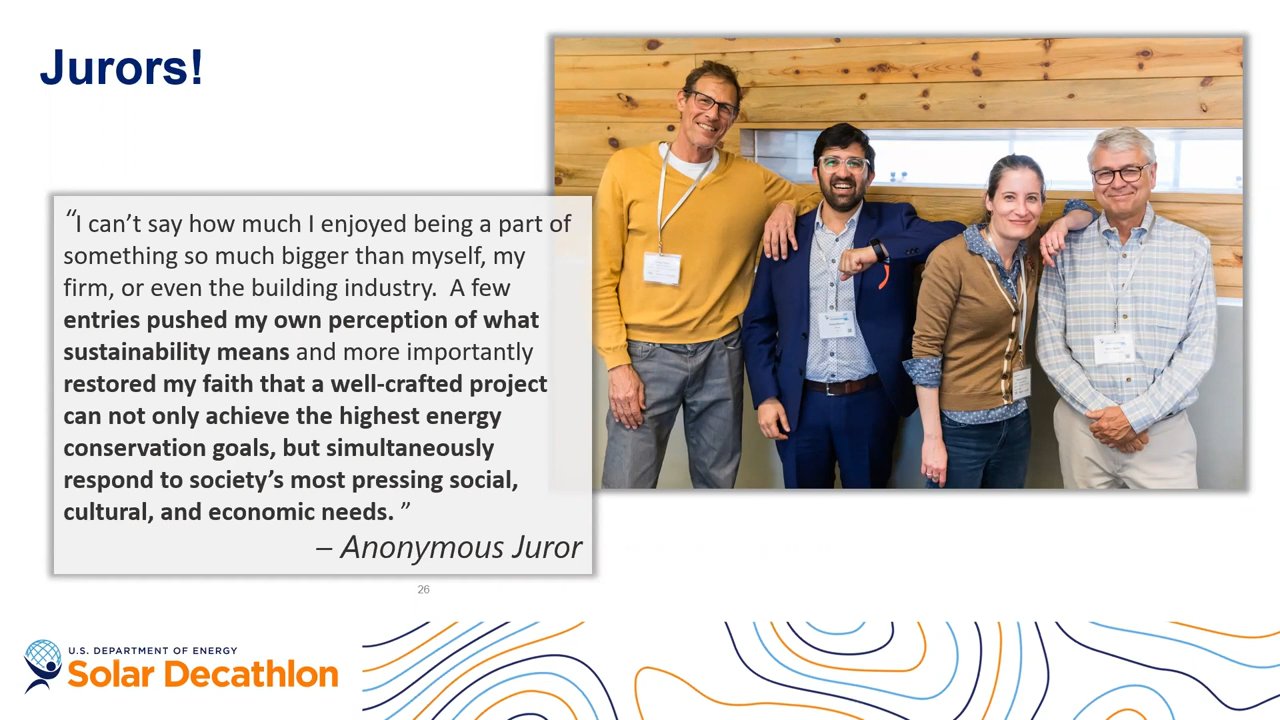 Jurors!
“I can’t say how much I enjoyed being a part of
something so much bigger than myself, my
firm, or even the building industry.  A few
entries pushed my own perception of what
sustainability means and more importantly
restored my faith that a well-crafted project
can not only achieve the highest energy
conservation goals, but simultaneously
respond to society’s most pressing social,
cultural, and economic needs. ”
– Anonymous Juror
26
U.S. DEPARTMENT OF ENERGY
Solar Decathlon